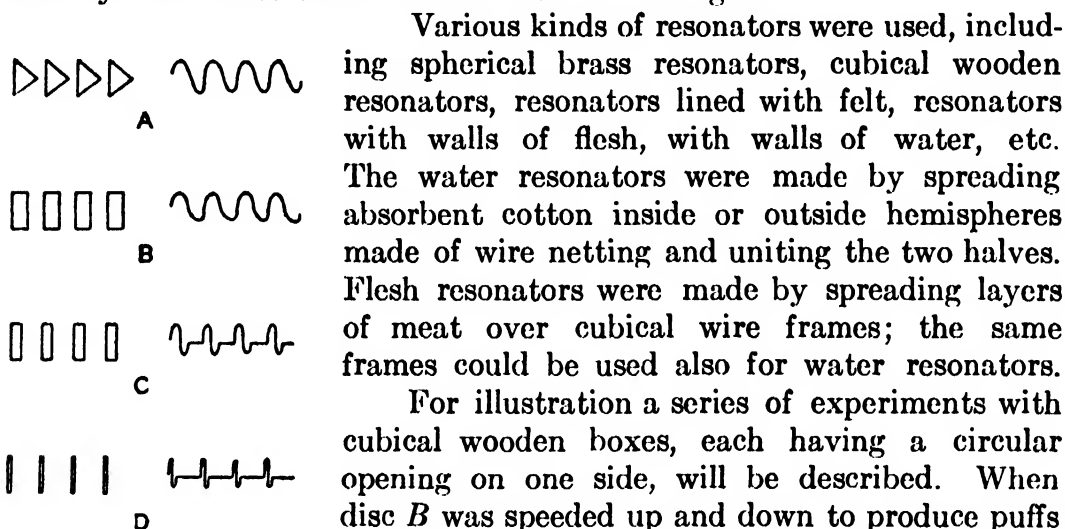 Various kinds of resonators were used, includ-
ing spherical brass resonators, cubical wooden
resonators, resonators lined with felt, resonators
with walls of flesh, with walls of water, etc.
The water resonators were made by spreading
absorbent cotton inside or outside hemispheres
made of wire netting and uniting the two halves.
Flesh resonators were made by spreading layers
of meat over cubical wire frames; the same
frames could be used also for water resonators.
For illustration a series of experiments with
cubical wooden boxes, each having a circular
opening on one side, will be described. When
disc B was speeded up and down to produce puffs
A
B
C
D